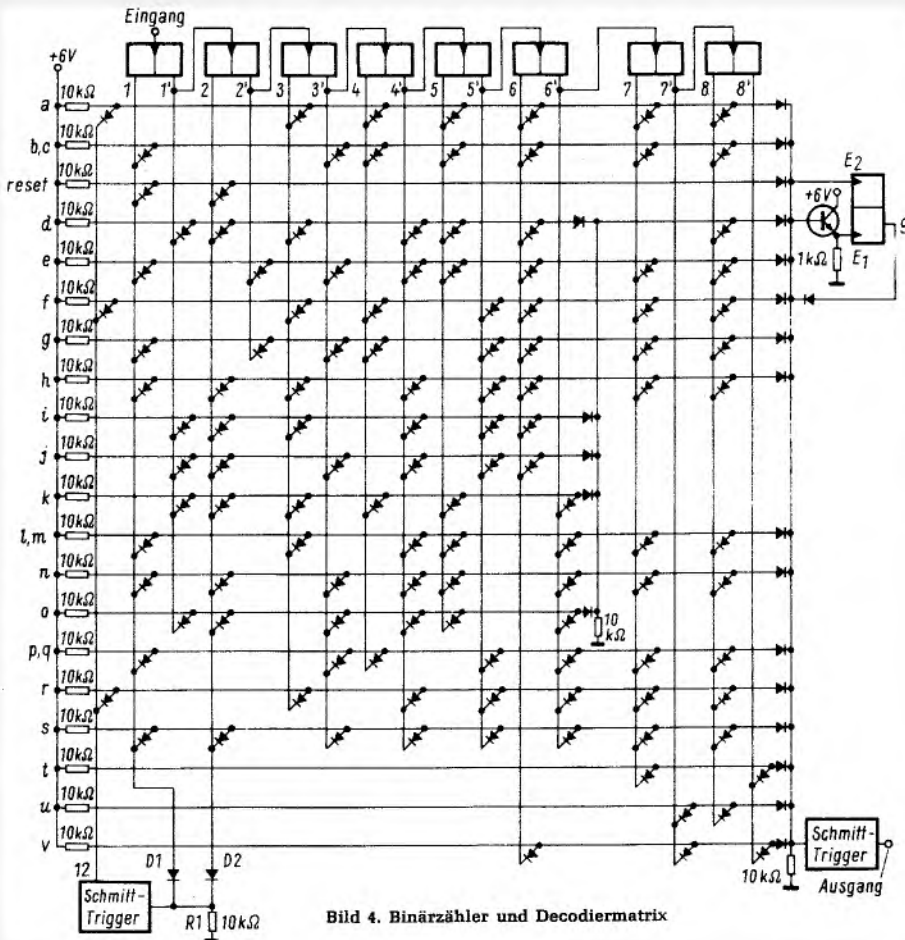 Eingang
+6V
1 1' 2 2' 3 3' 4 4' 5 5' 6 6' 7 7' 8 8'
10kΩ
a
10kΩ
b,c
10kΩ
reset
E2
10kΩ
d
+6V
9
10kΩ
e
1kΩ
E1
10kΩ
f
10kΩ
g
10kΩ
h
10kΩ
i
10kΩ
j
10kΩ
k
10kΩ
l,m
10kΩ
n
10kΩ
o
10
kΩ
10kΩ
p,q
10kΩ
r
10kΩ
s
10kΩ
t
10kΩ
u
10kΩ
v
12
D1
D2
Schmitt-
Trigger
10kΩ
Ausgang
Schmitt-
Trigger
R1
10kΩ
Bild 4. Binärzähler und Decodiermatrix